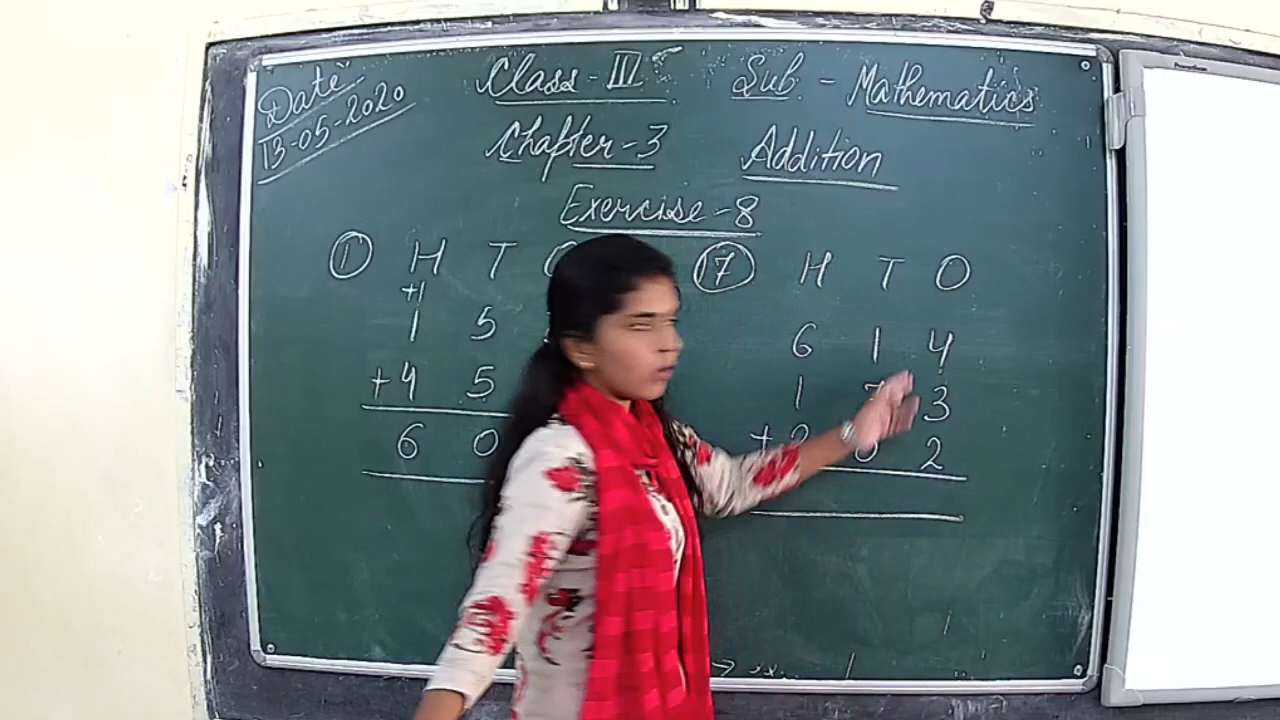 Date
13-05-2020
Class-III Sub - Mathematics
Chapter-3 Addition
Exercise-8
① H T
+1
1 5
+4 5
6 0
⑰ H T O
6 1 4
1 3
+ 0 2